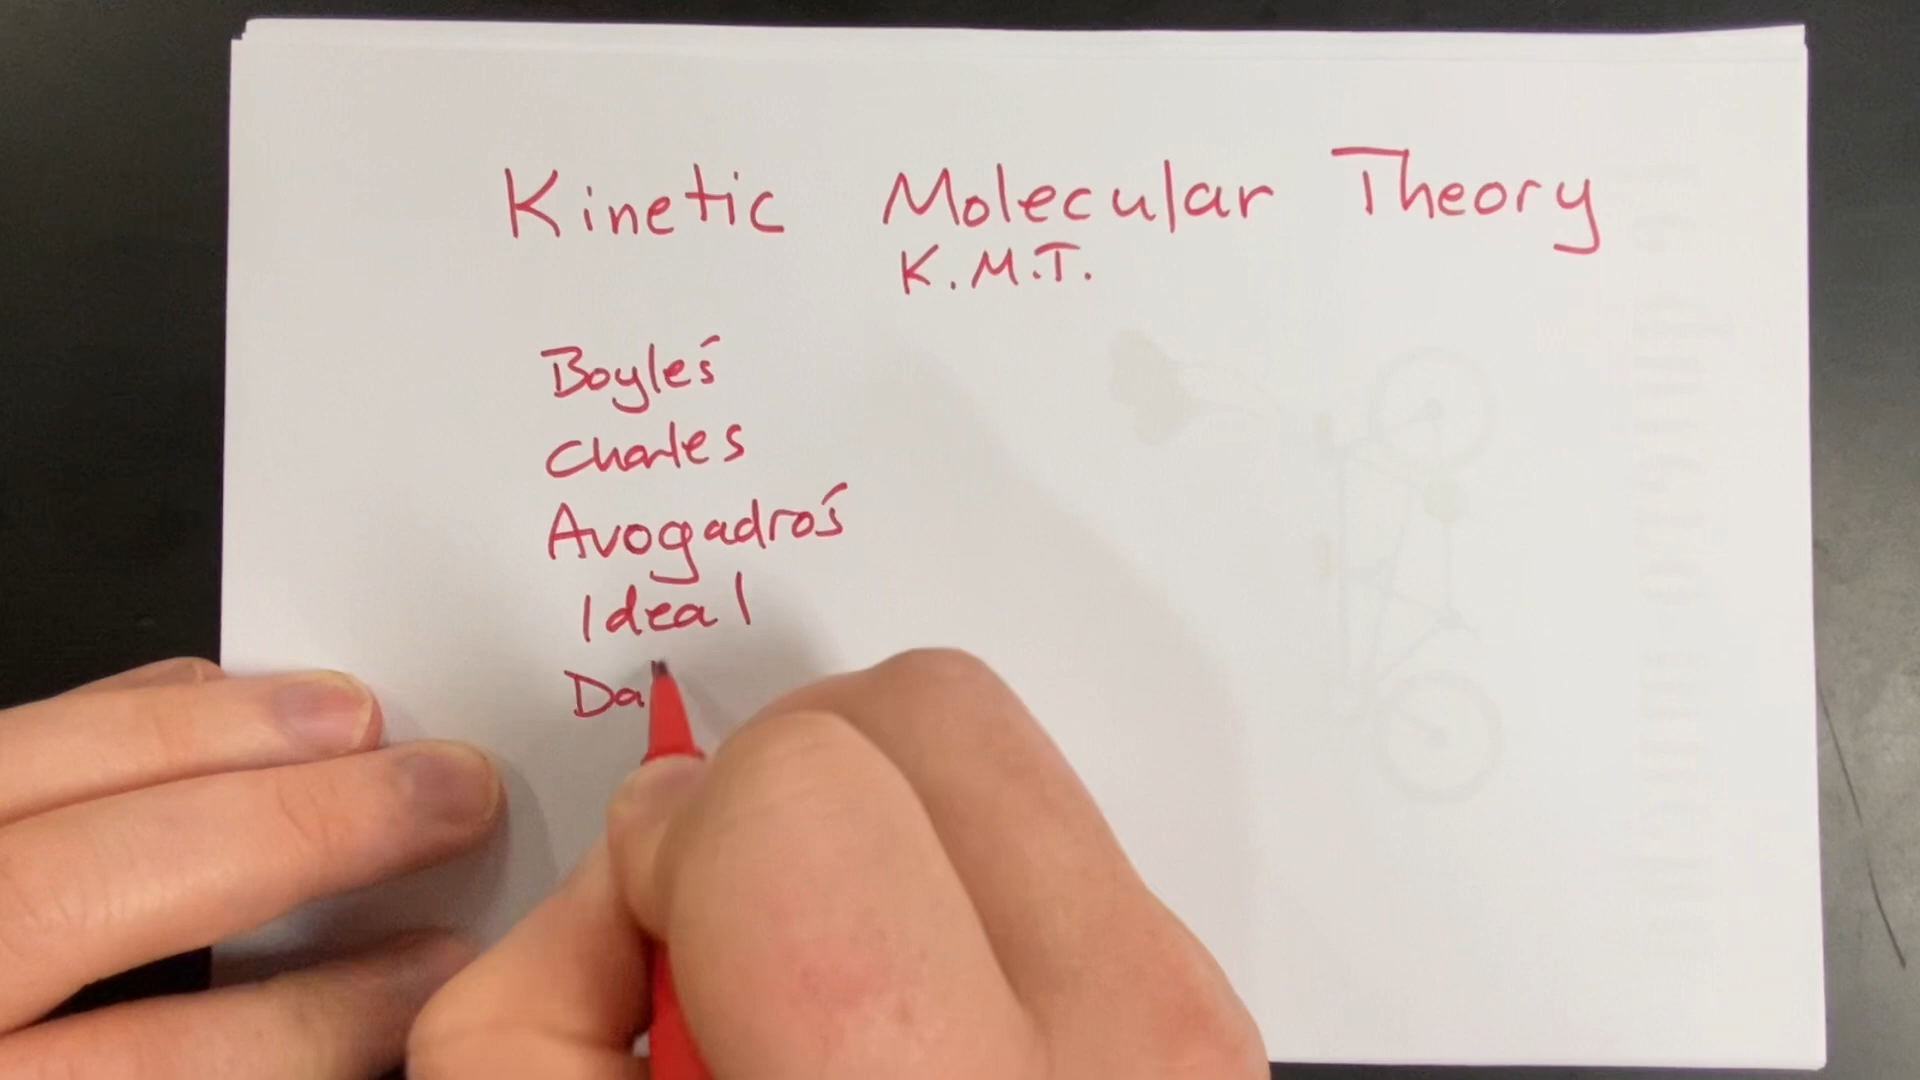 Kinetic Molecular Theory
K.M.T.
Boyle's
Charles
Avogadro's
Ideal
Da